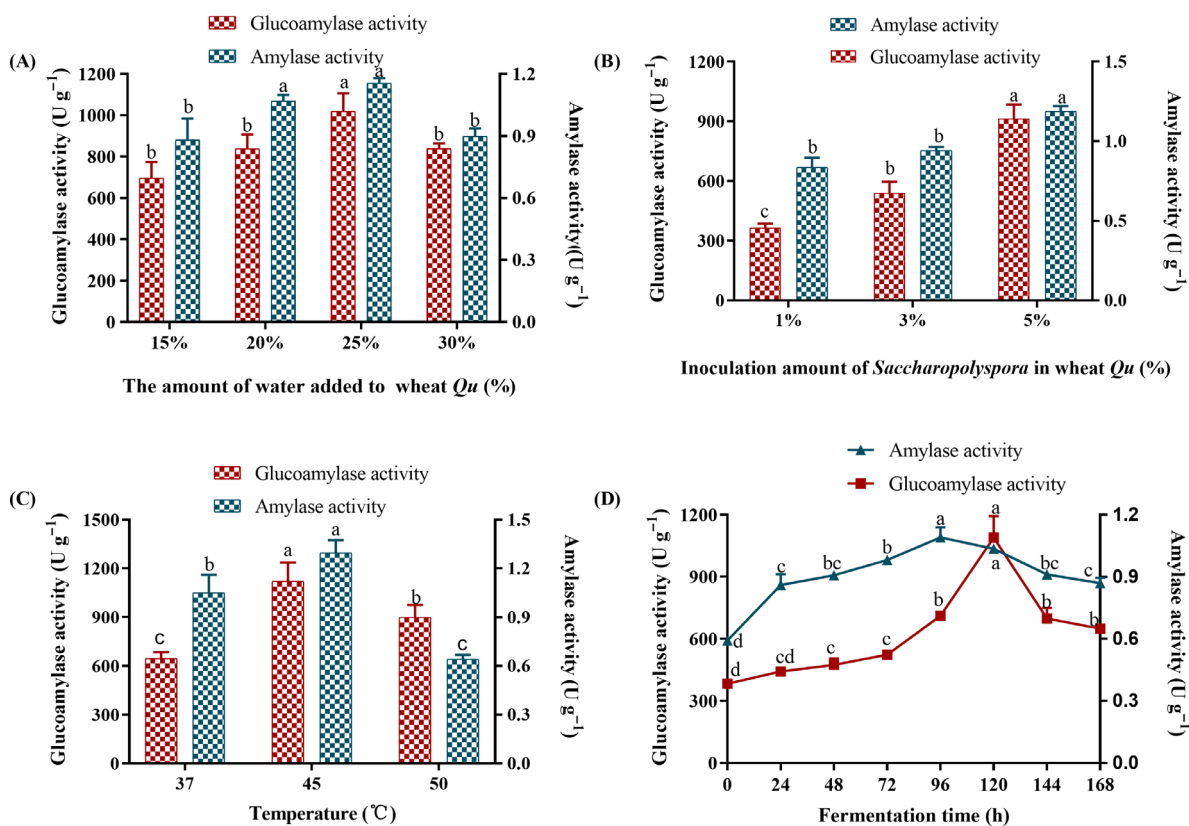 (A)
Glucoamylase activity
Amylase activity
Glucoamylase activity (U g⁻¹)
1200
1000
800
600
400
200
0
b
b
b
a
a
a
b
b
1.2
0.9
0.6
0.3
0.0
Amylase activity((U g⁻¹)
15%
20%
25%
30%
The amount of water added to wheat Qu (%)
(B)
Amylase activity
Glucoamylase activity
Glucoamylase activity (U g⁻¹)
1200
900
600
300
0
c
b
b
b
a
a
1.5
1.0
0.5
0.0
Amylase activity (U g⁻¹)
1%
3%
5%
Inoculation amount of Saccharopolyspora in wheat Qu (%)
(C)
Glucoamylase activity
Amylase activity
Glucoamylase activity (U g⁻¹)
1500
1200
900
600
300
0
c
b
a
a
b
c
1.5
1.2
0.9
0.6
0.3
0.0
Amylase activity (U g⁻¹)
37
45
50
Temperature (℃)
(D)
Amylase activity
Glucoamylase activity
Glucoamylase activity (U g⁻¹)
1200
900
600
300
0
d
c
bc
b
a
a
bc
c
d
cd
c
c
b
a
b
b
1.2
0.9
0.6
0.3
0.0
Amylase activity (U g⁻¹)
0
24
48
72
96
120
144
168
Fermentation time (h)